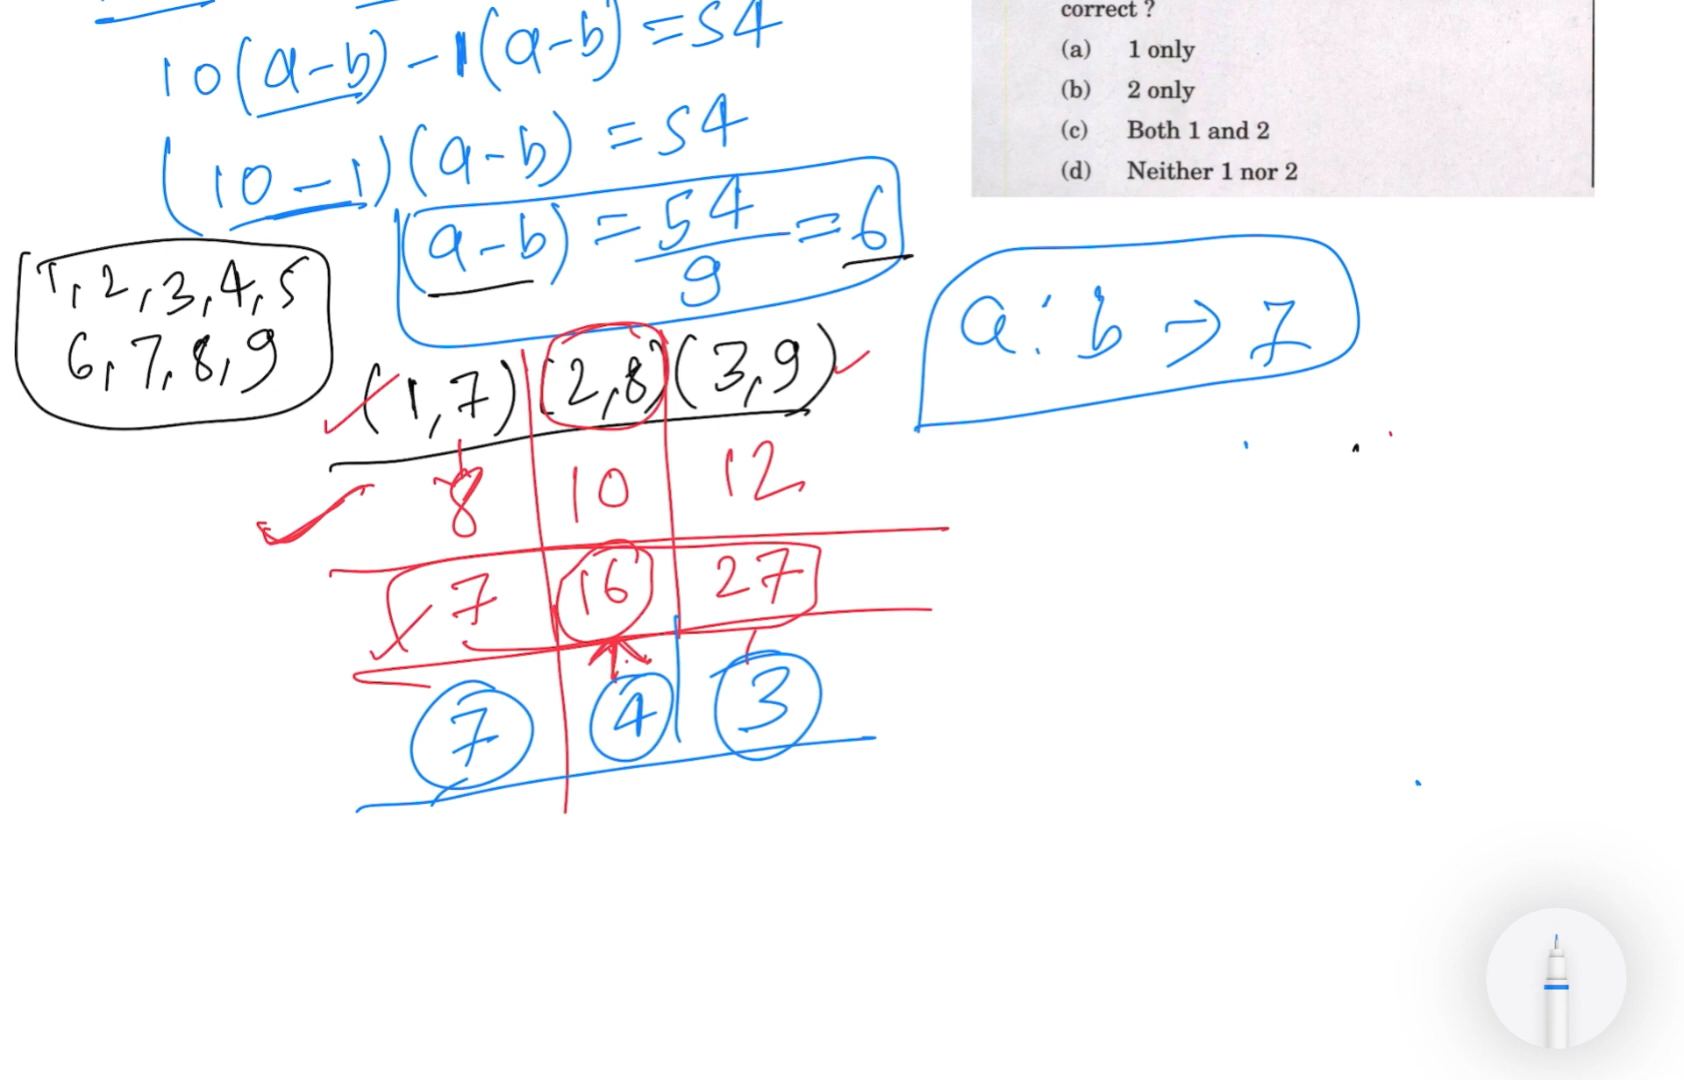 10(a-b)-1(a-b)=54
(10-1)(a-b)=54
(a-b)=54/9=6
1,2,3,4,5
6,7,8,9
(1,7) (2,8) (3,9)
8 10 12
7 16 27
7 4 3
a:b→7
correct ?
(a) 1 only
(b) 2 only
(c) Both 1 and 2
(d) Neither 1 nor 2